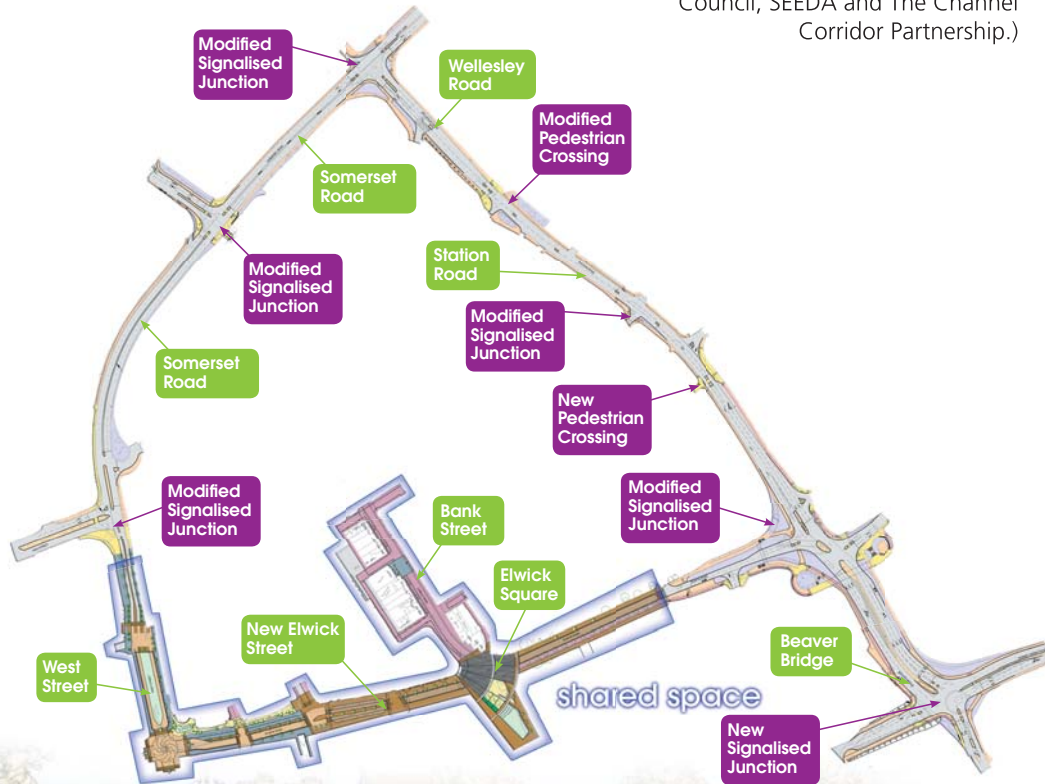 Council, SEEDA and The Channel
Corridor Partnership.)
Modified
Signalised
Junction
Wellesley
Road
Modified
Pedestrian
Crossing
Somerset
Road
Modified
Signalised
Junction
Station
Road
Modified
Signalised
Junction
Somerset
Road
New
Pedestrian
Crossing
Modified
Signalised
Junction
Modified
Signalised
Junction
Bank
Street
Elwick
Square
New Elwick
Street
West
Street
Beaver
Bridge
shared space
New
Signalised
Junction